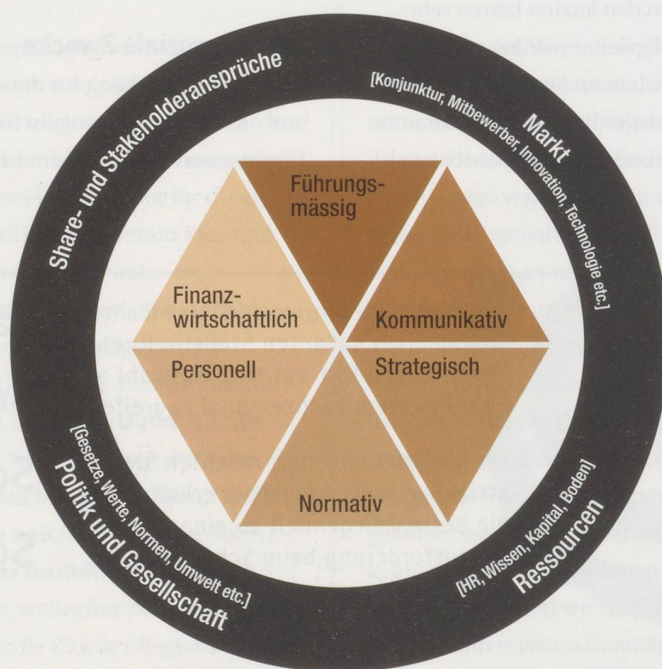 Share- und Stakeholderansprüche
Markt
[Konjunktur, Mitbewerber, Innovation, Technologie etc.]
Führungs-
mässig
Finanz-
wirtschaftlich
Kommunikativ
Personell
Strategisch
Normativ
[Gesetze, Werte, Normen, Umwelt etc.]
Politik und Gesellschaft
[HR, Wissen, Kapital, Boden]
Ressourcen